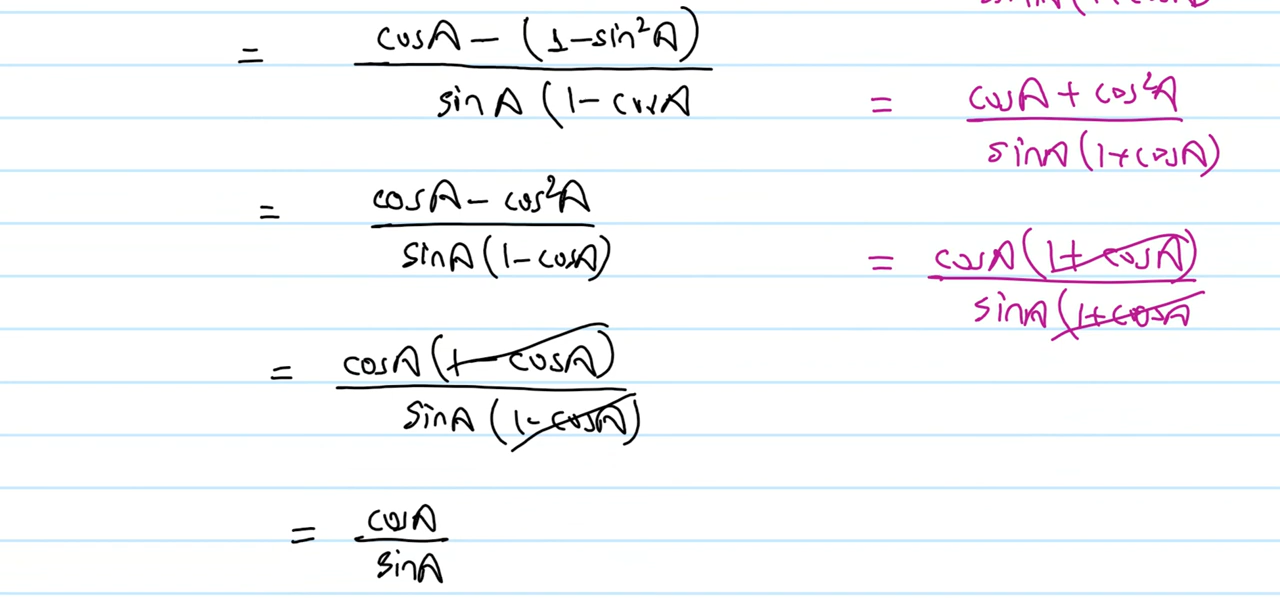 = cosA - (1-sin²A) / sinA (1- cosA
= cosA - cos²A / sinA (1- cosA)
= cosA (1 - cosA) / sinA (1- cosA)
= cosA / sinA
= cosA + cos²A / sinA (1+cosA)
= cosA (1+ cosA) / sinA (1+cosA